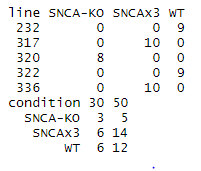 line SNCA-KO SNCAx3 WT
232 0 0 9
317 0 10 0
320 8 0 0
322 0 0 9
336 0 10 0
condition 30 50
SNCA-KO 3 5
SNCAx3 6 14
WT 6 12
.